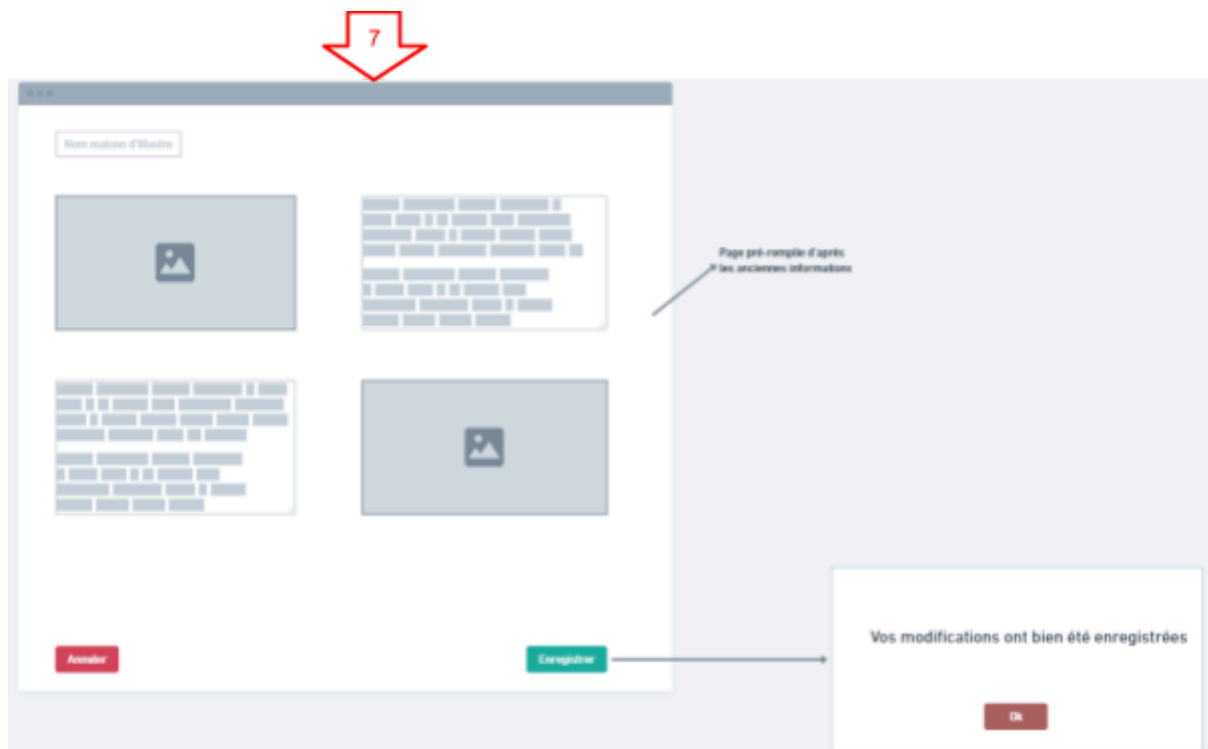 7
Nom maison d'illustre
Page pré-remplie d'après
les anciennes informations
Annuler
Enregistrer
Vos modifications ont bien été enregistrées
Ok